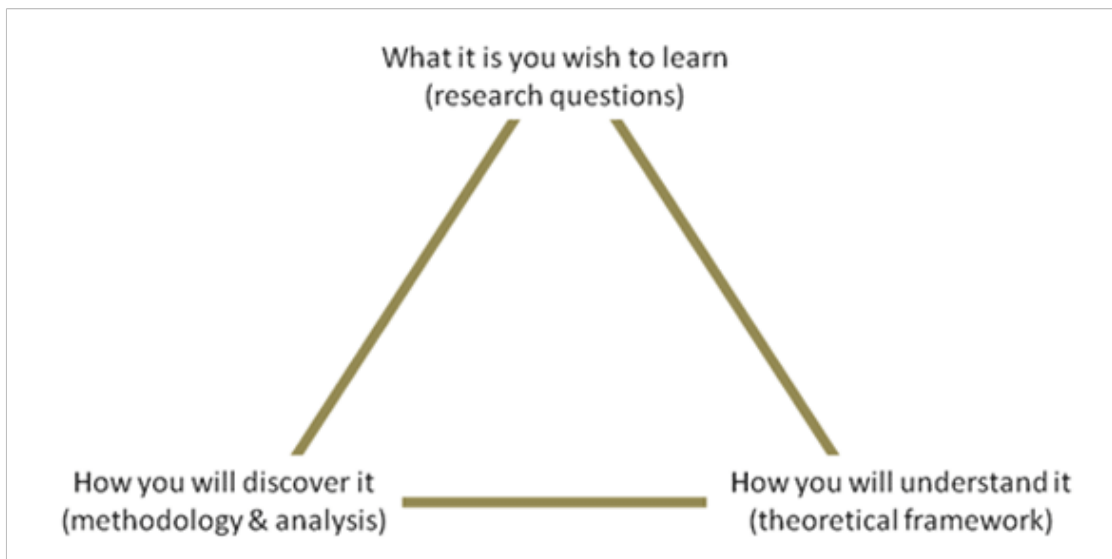 What it is you wish to learn
(research questions)
How you will discover it
(methodology & analysis)
How you will understand it
(theoretical framework)